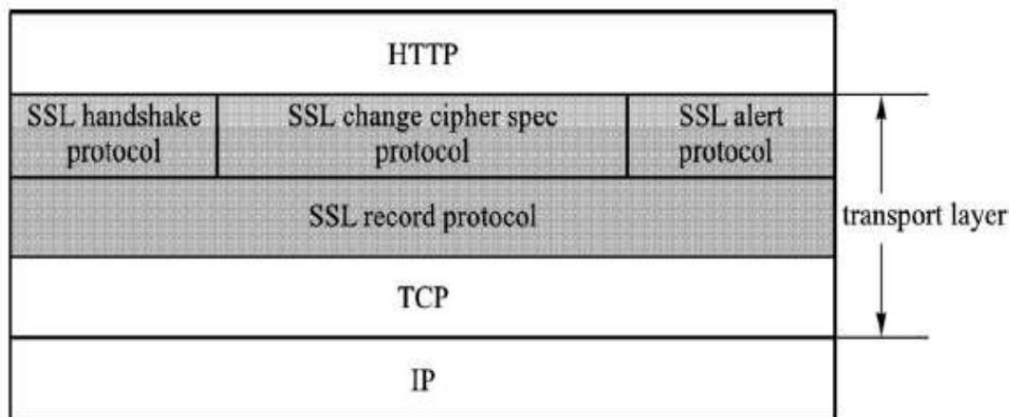 HTTP
SSL handshake
protocol
SSL change cipher spec
protocol
SSL alert
protocol
SSL record protocol
transport layer
TCP
IP